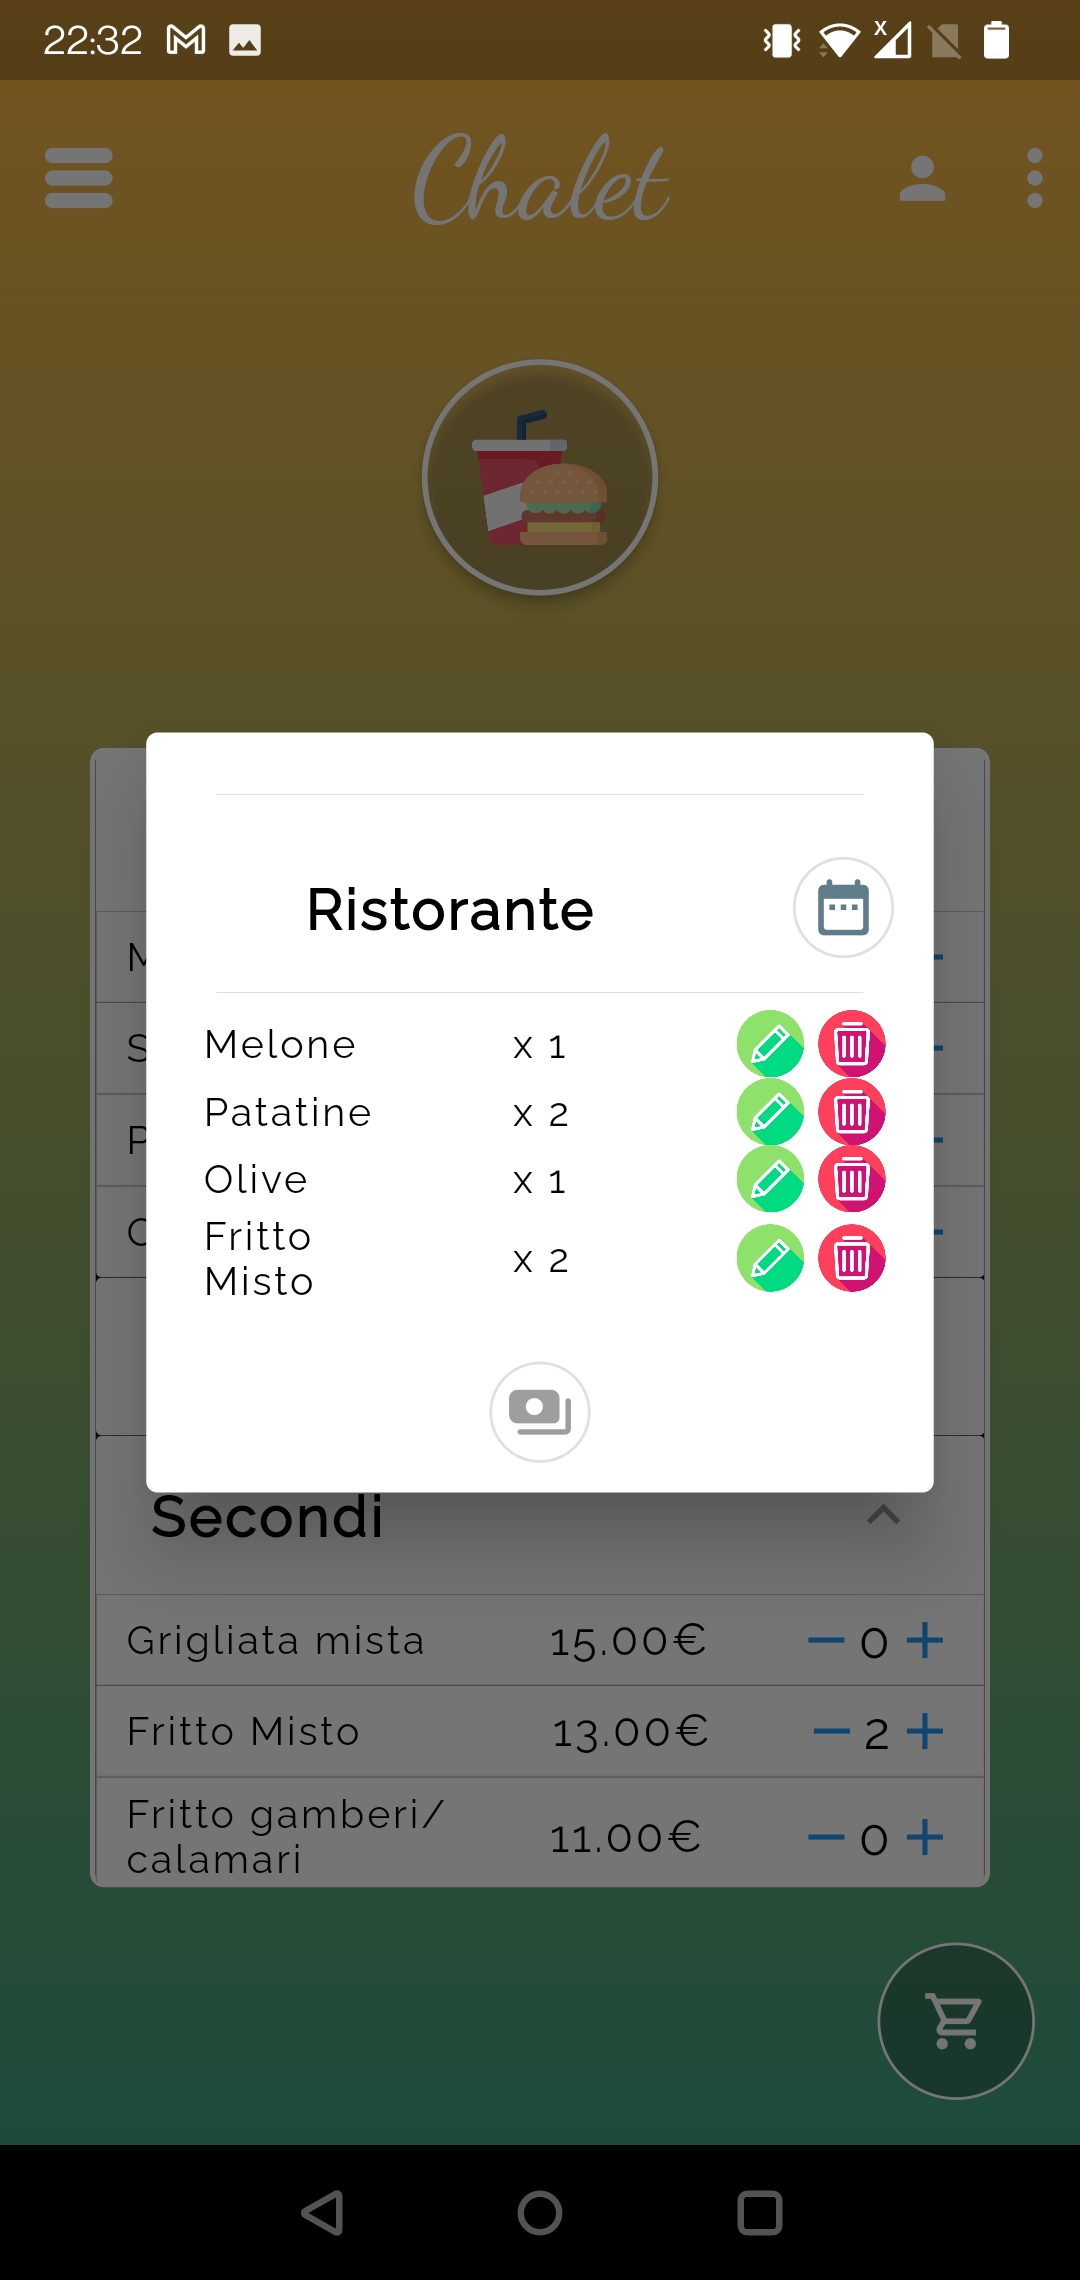 22:32
Chalet
Ristorante
Melone x 1
Patatine x 2
Olive x 1
Fritto
Misto x 2
Secondi
Grigliata mista 15.00€ 0
Fritto Misto 13.00€ 2
Fritto gamberi/
calamari 11.00€ 0